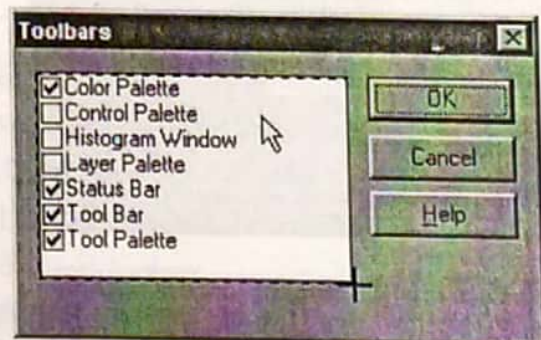 Toolbars
Color Palette
Control Palette
Histogram Window
Layer Palette
Status Bar
Tool Bar
Tool Palette
OK
Cancel
Help